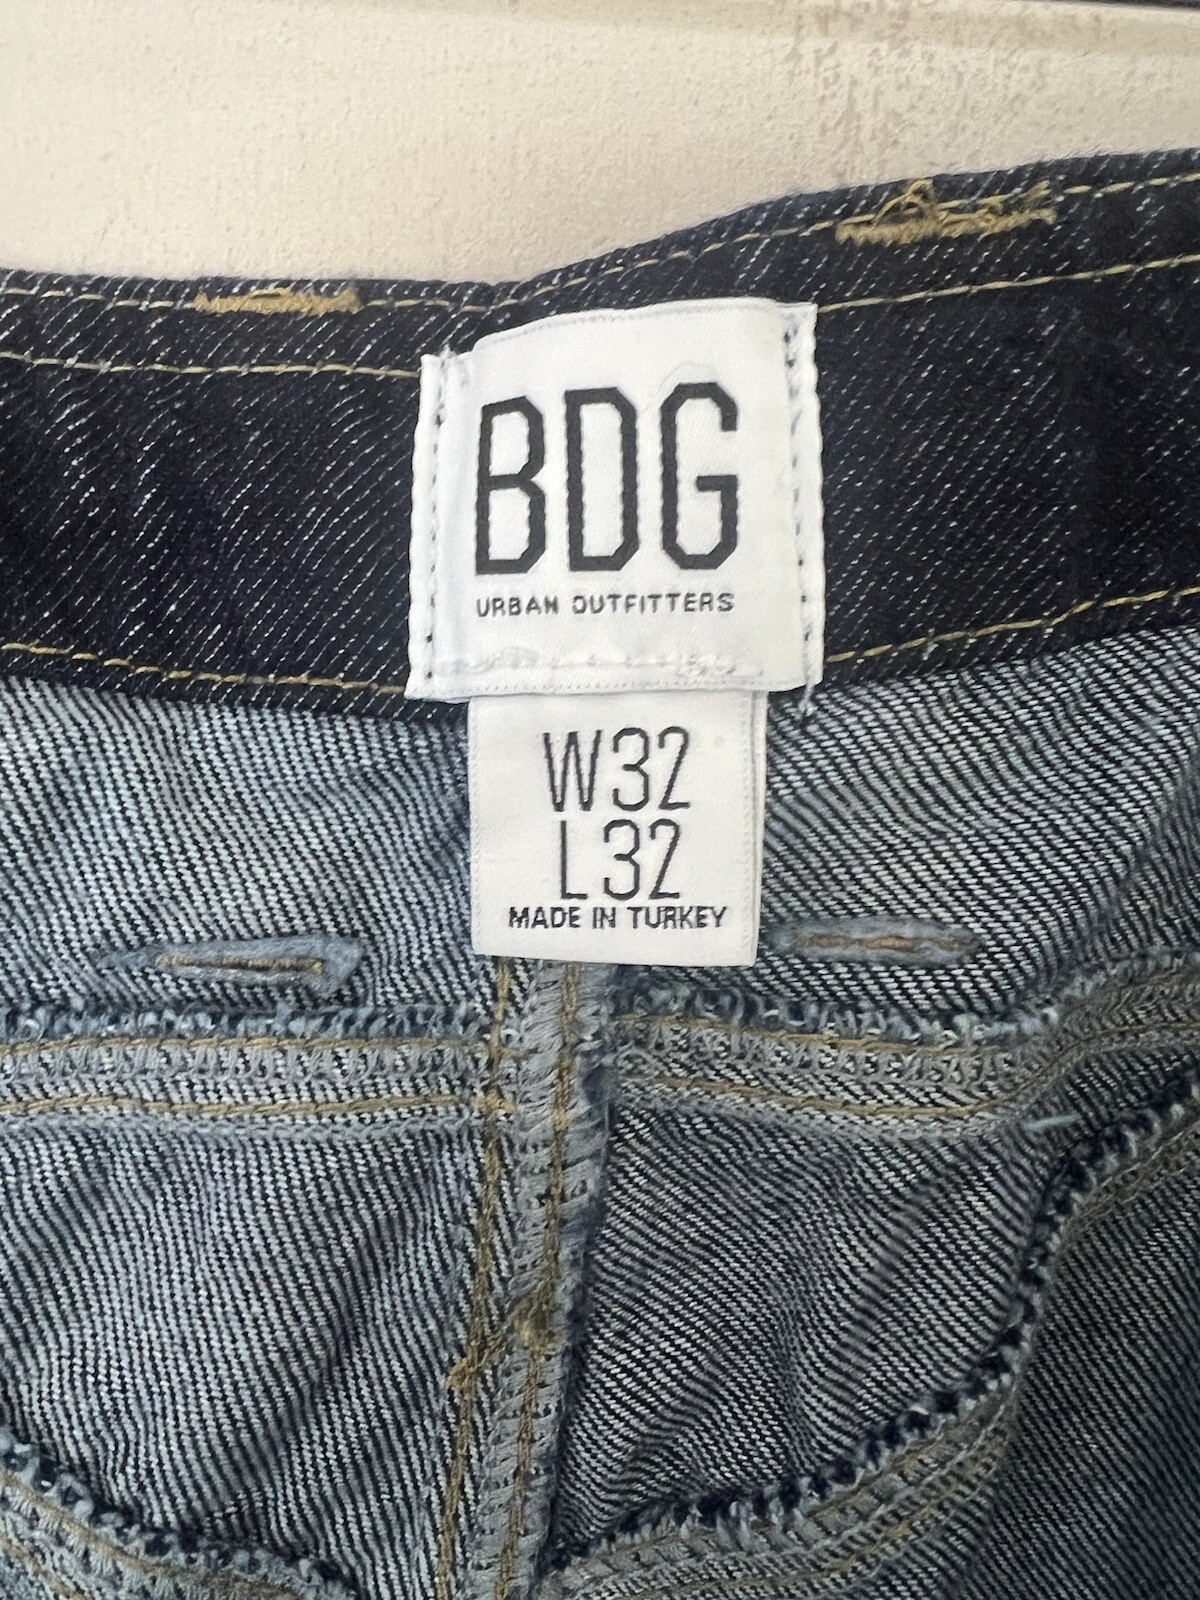 BDG
URBAN OUTFITTERS
W32
L32
MADE IN TURKEY